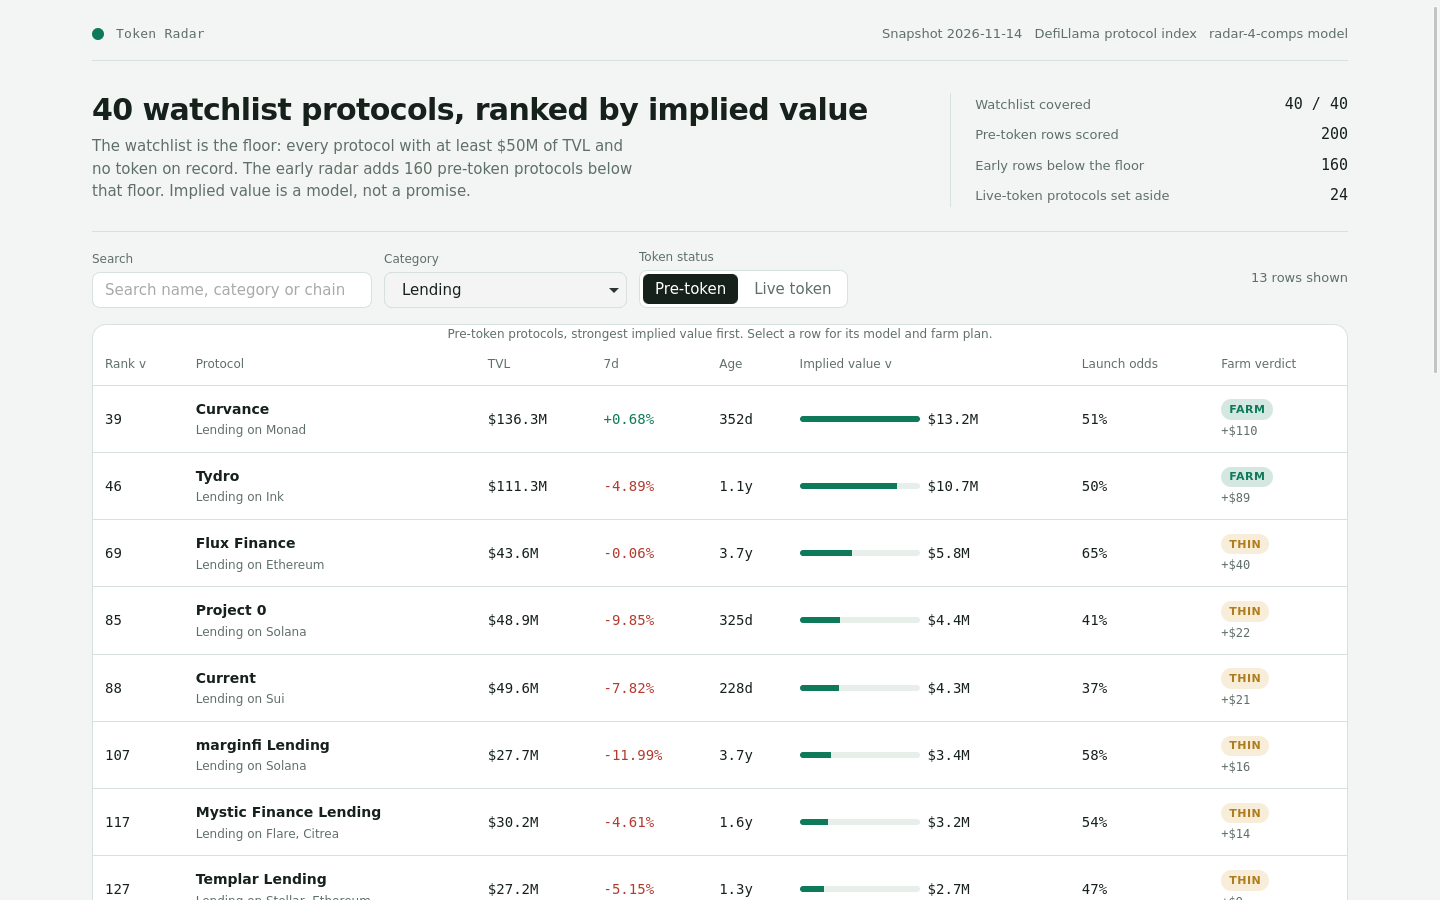 Token Radar
Snapshot 2026-11-14 DefiLlama protocol index radar-4-comps model
40 watchlist protocols, ranked by implied value
The watchlist is the floor: every protocol with at least $50M of TVL and
no token on record. The early radar adds 160 pre-token protocols below
that floor. Implied value is a model, not a promise.
Watchlist covered 40 / 40
Pre-token rows scored 200
Early rows below the floor 160
Live-token protocols set aside 24
Search Category Token status
Search name, category or chain Lending Pre-token Live token 13 rows shown
Pre-token protocols, strongest implied value first. Select a row for its model and farm plan.
Rank v Protocol TVL 7d Age Implied value v Launch odds Farm verdict
39 Curvance $136.3M +0.68% 352d $13.2M 51% FARM
Lending on Monad +$110
46 Tydro $111.3M -4.89% 1.1y $10.7M 50% FARM
Lending on Ink +$89
69 Flux Finance $43.6M -0.06% 3.7y $5.8M 65% THIN
Lending on Ethereum +$40
85 Project 0 $48.9M -9.85% 325d $4.4M 41% THIN
Lending on Solana +$22
88 Current $49.6M -7.82% 228d $4.3M 37% THIN
Lending on Sui +$21
107 marginfi Lending $27.7M -11.99% 3.7y $3.4M 58% THIN
Lending on Solana +$16
117 Mystic Finance Lending $30.2M -4.61% 1.6y $3.2M 54% THIN
Lending on Flare, Citrea +$14
127 Templar Lending $27.2M -5.15% 1.3y $2.7M 47% THIN
Lending on Stellar, Ethereum